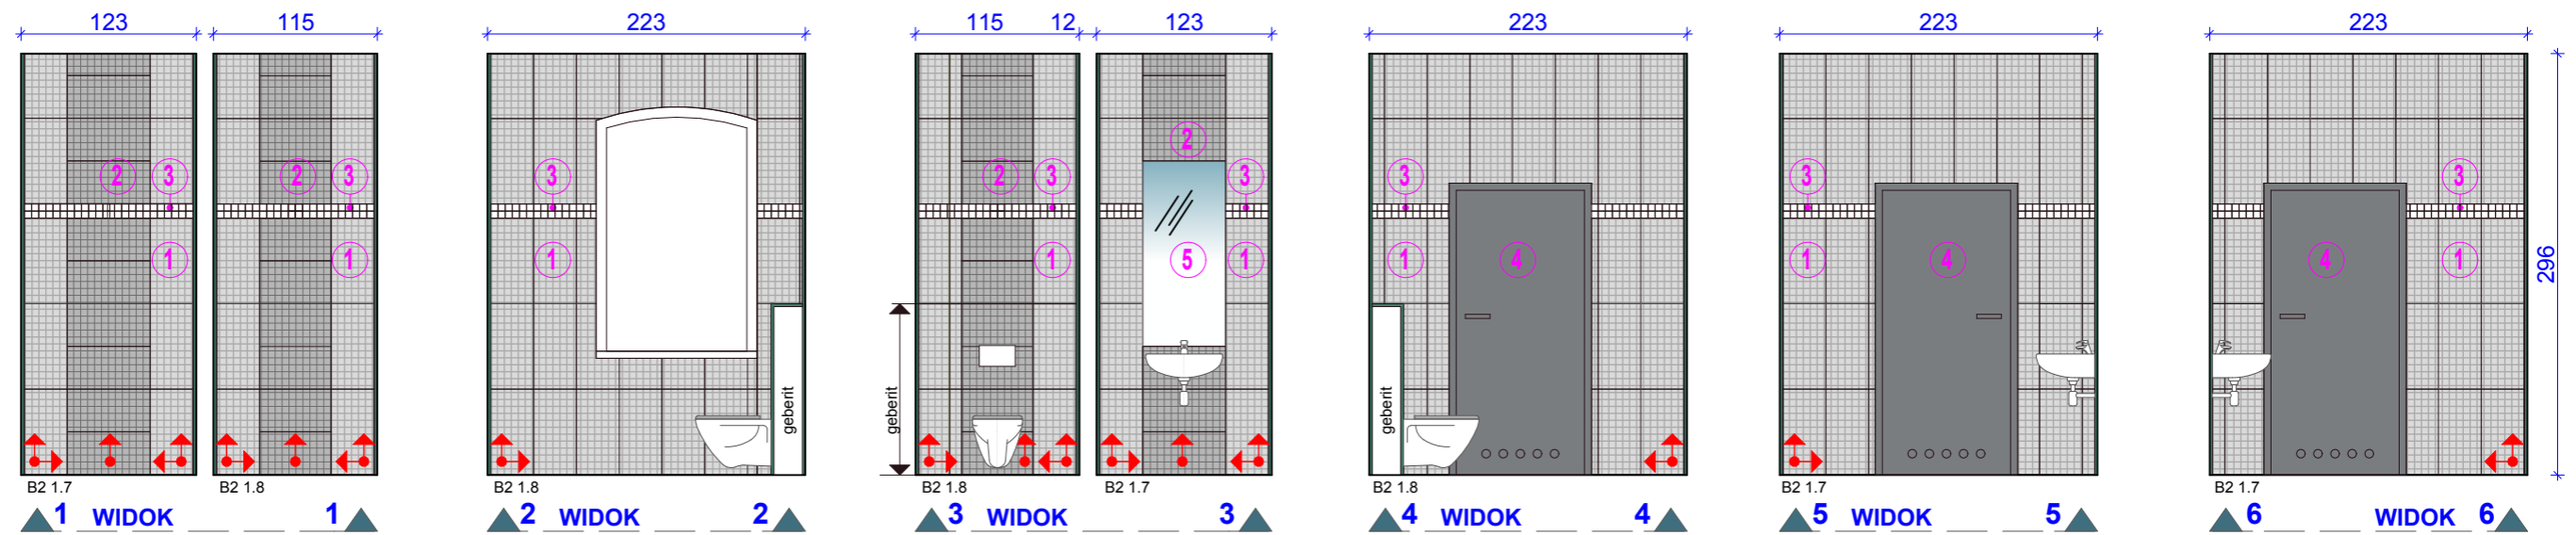 123 115 223 115 12 123 223 223 223
2 3 2 3 3 2 3 2 3 3 3 3
1 1 1 1 5 1 1 4 1 4 4 1
296
geberit geberit geberit
B2 1.7 B2 1.8 B2 1.8 B2 1.8 B2 1.7 B2 1.8 B2 1.7 B2 1.7
1 WIDOK 1 2 WIDOK 2 3 WIDOK 3 4 WIDOK 4 5 WIDOK 5 6 WIDOK 6